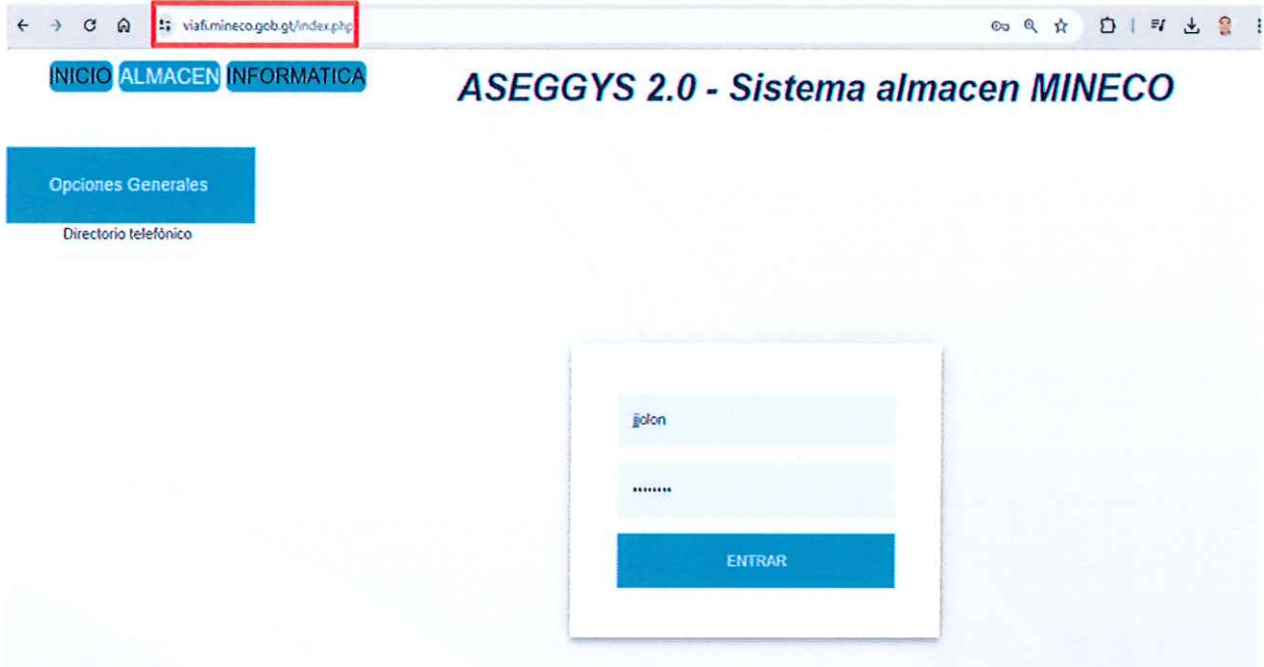 viafi.mineco.gob.gt/index.php
INICIO ALMACEN INFORMATICA
ASEGGYS 2.0 - Sistema almacen MINECO
Opciones Generales
Directorio telefónico
jjolon
........
ENTRAR